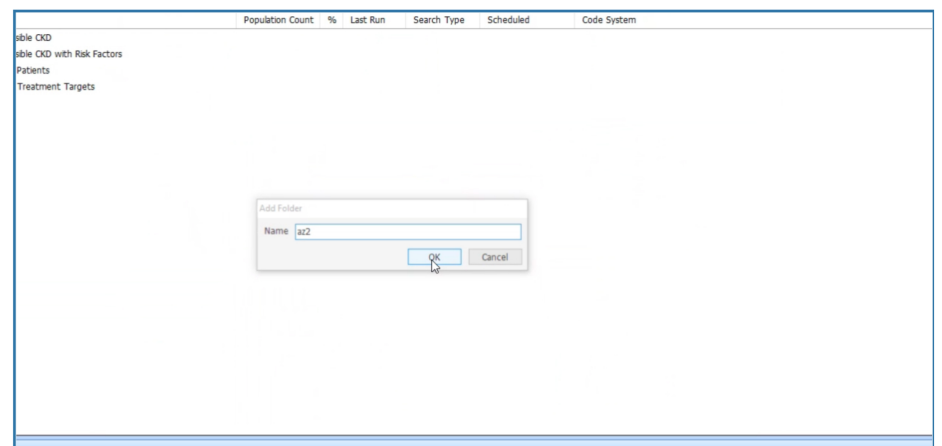 Population Count % Last Run Search Type Scheduled Code System
sible CKD
sible CKD with Risk Factors
Patients
Treatment Targets
Add Folder
Name az2
OK Cancel